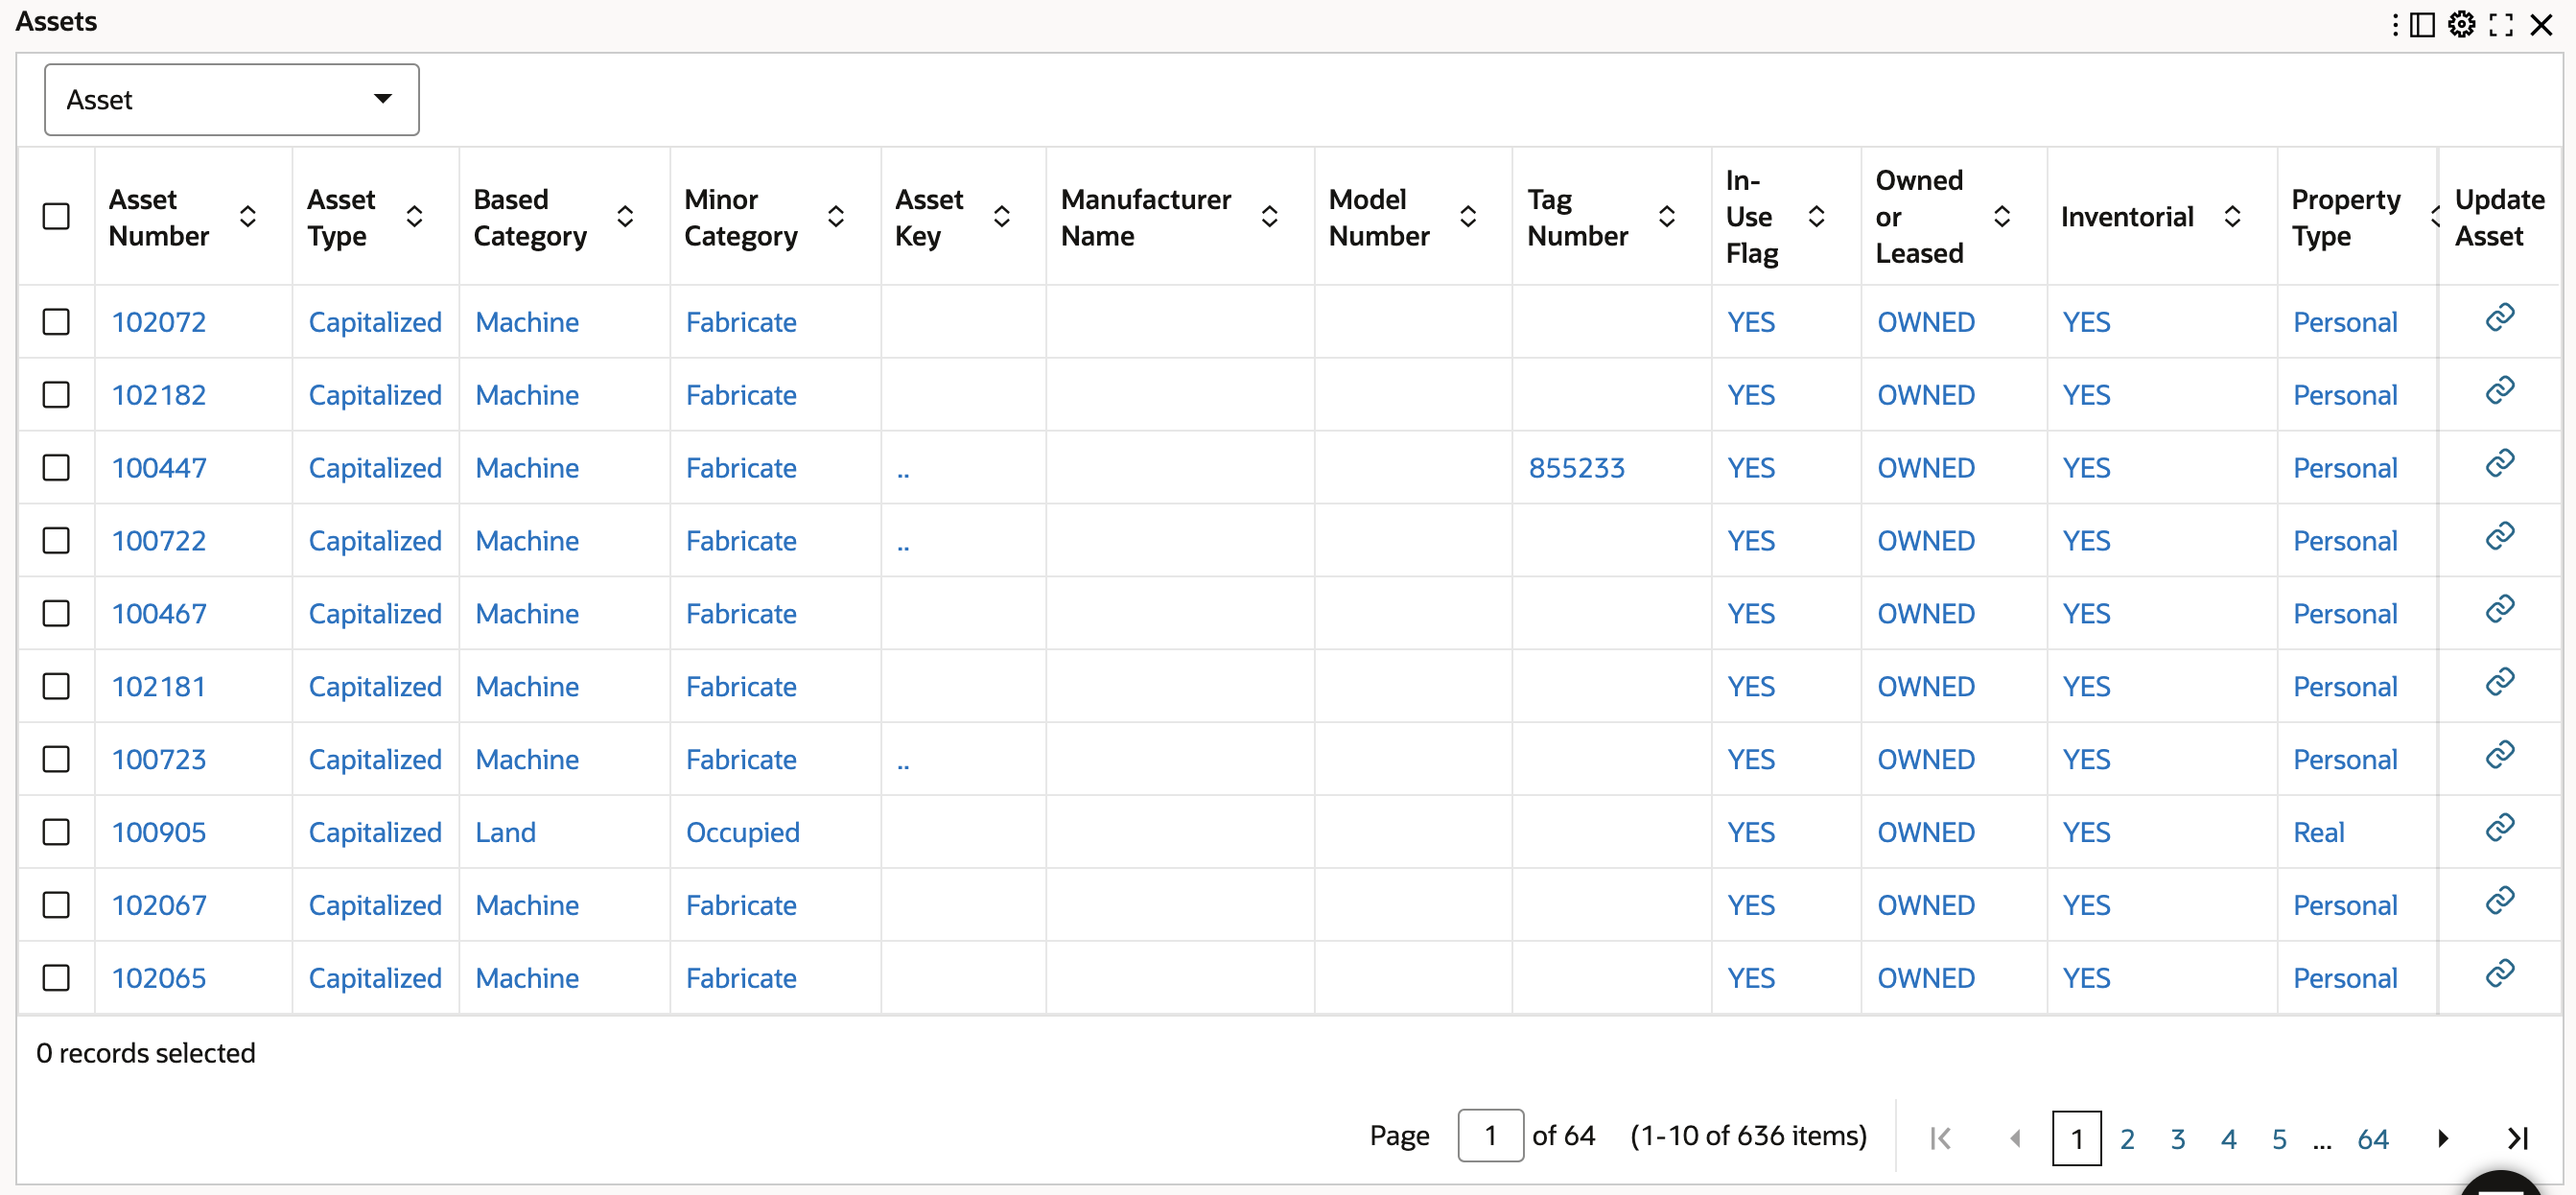 Assets
Asset
Asset Number Asset Type Based Category Minor Category Asset Key Manufacturer Name Model Number Tag Number In-Use Flag Owned or Leased Inventorial Property Type Update Asset
102072 Capitalized Machine Fabricate YES OWNED YES Personal
102182 Capitalized Machine Fabricate YES OWNED YES Personal
100447 Capitalized Machine Fabricate .. 855233 YES OWNED YES Personal
100722 Capitalized Machine Fabricate .. YES OWNED YES Personal
100467 Capitalized Machine Fabricate YES OWNED YES Personal
102181 Capitalized Machine Fabricate YES OWNED YES Personal
100723 Capitalized Machine Fabricate .. YES OWNED YES Personal
100905 Capitalized Land Occupied YES OWNED YES Real
102067 Capitalized Machine Fabricate YES OWNED YES Personal
102065 Capitalized Machine Fabricate YES OWNED YES Personal
0 records selected
Page 1 of 64 (1-10 of 636 items) 1 2 3 4 5 ... 64